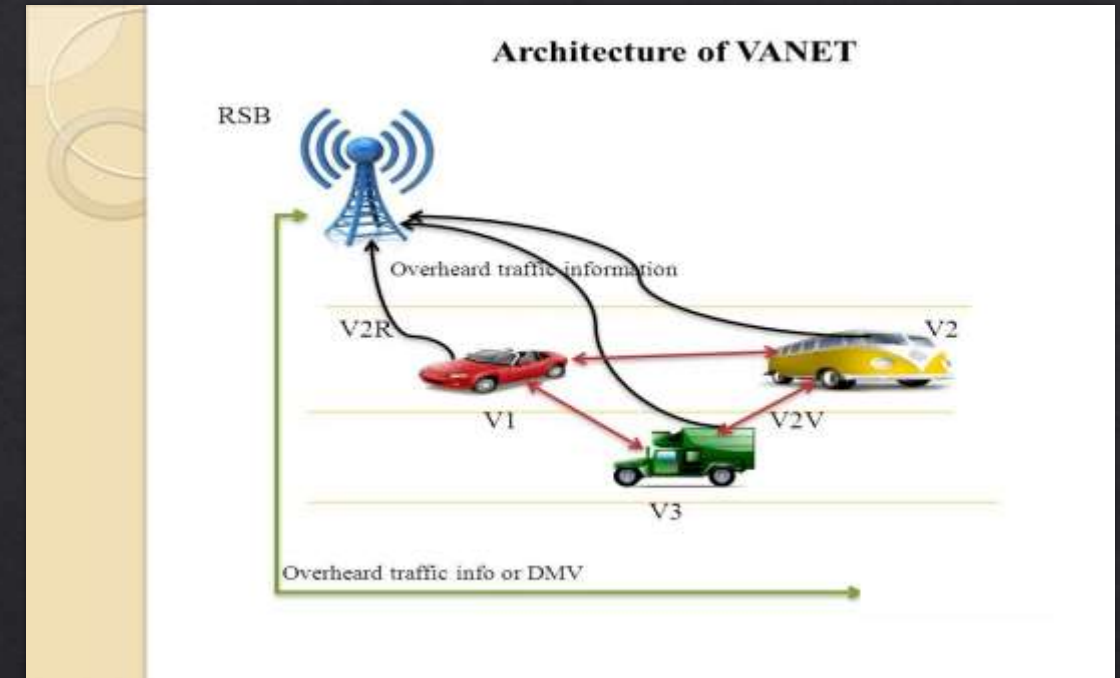 Architecture of VANET
RSB
Overheard traffic information
V2R
V2
V1
V2V
V3
Overheard traffic info or DMV